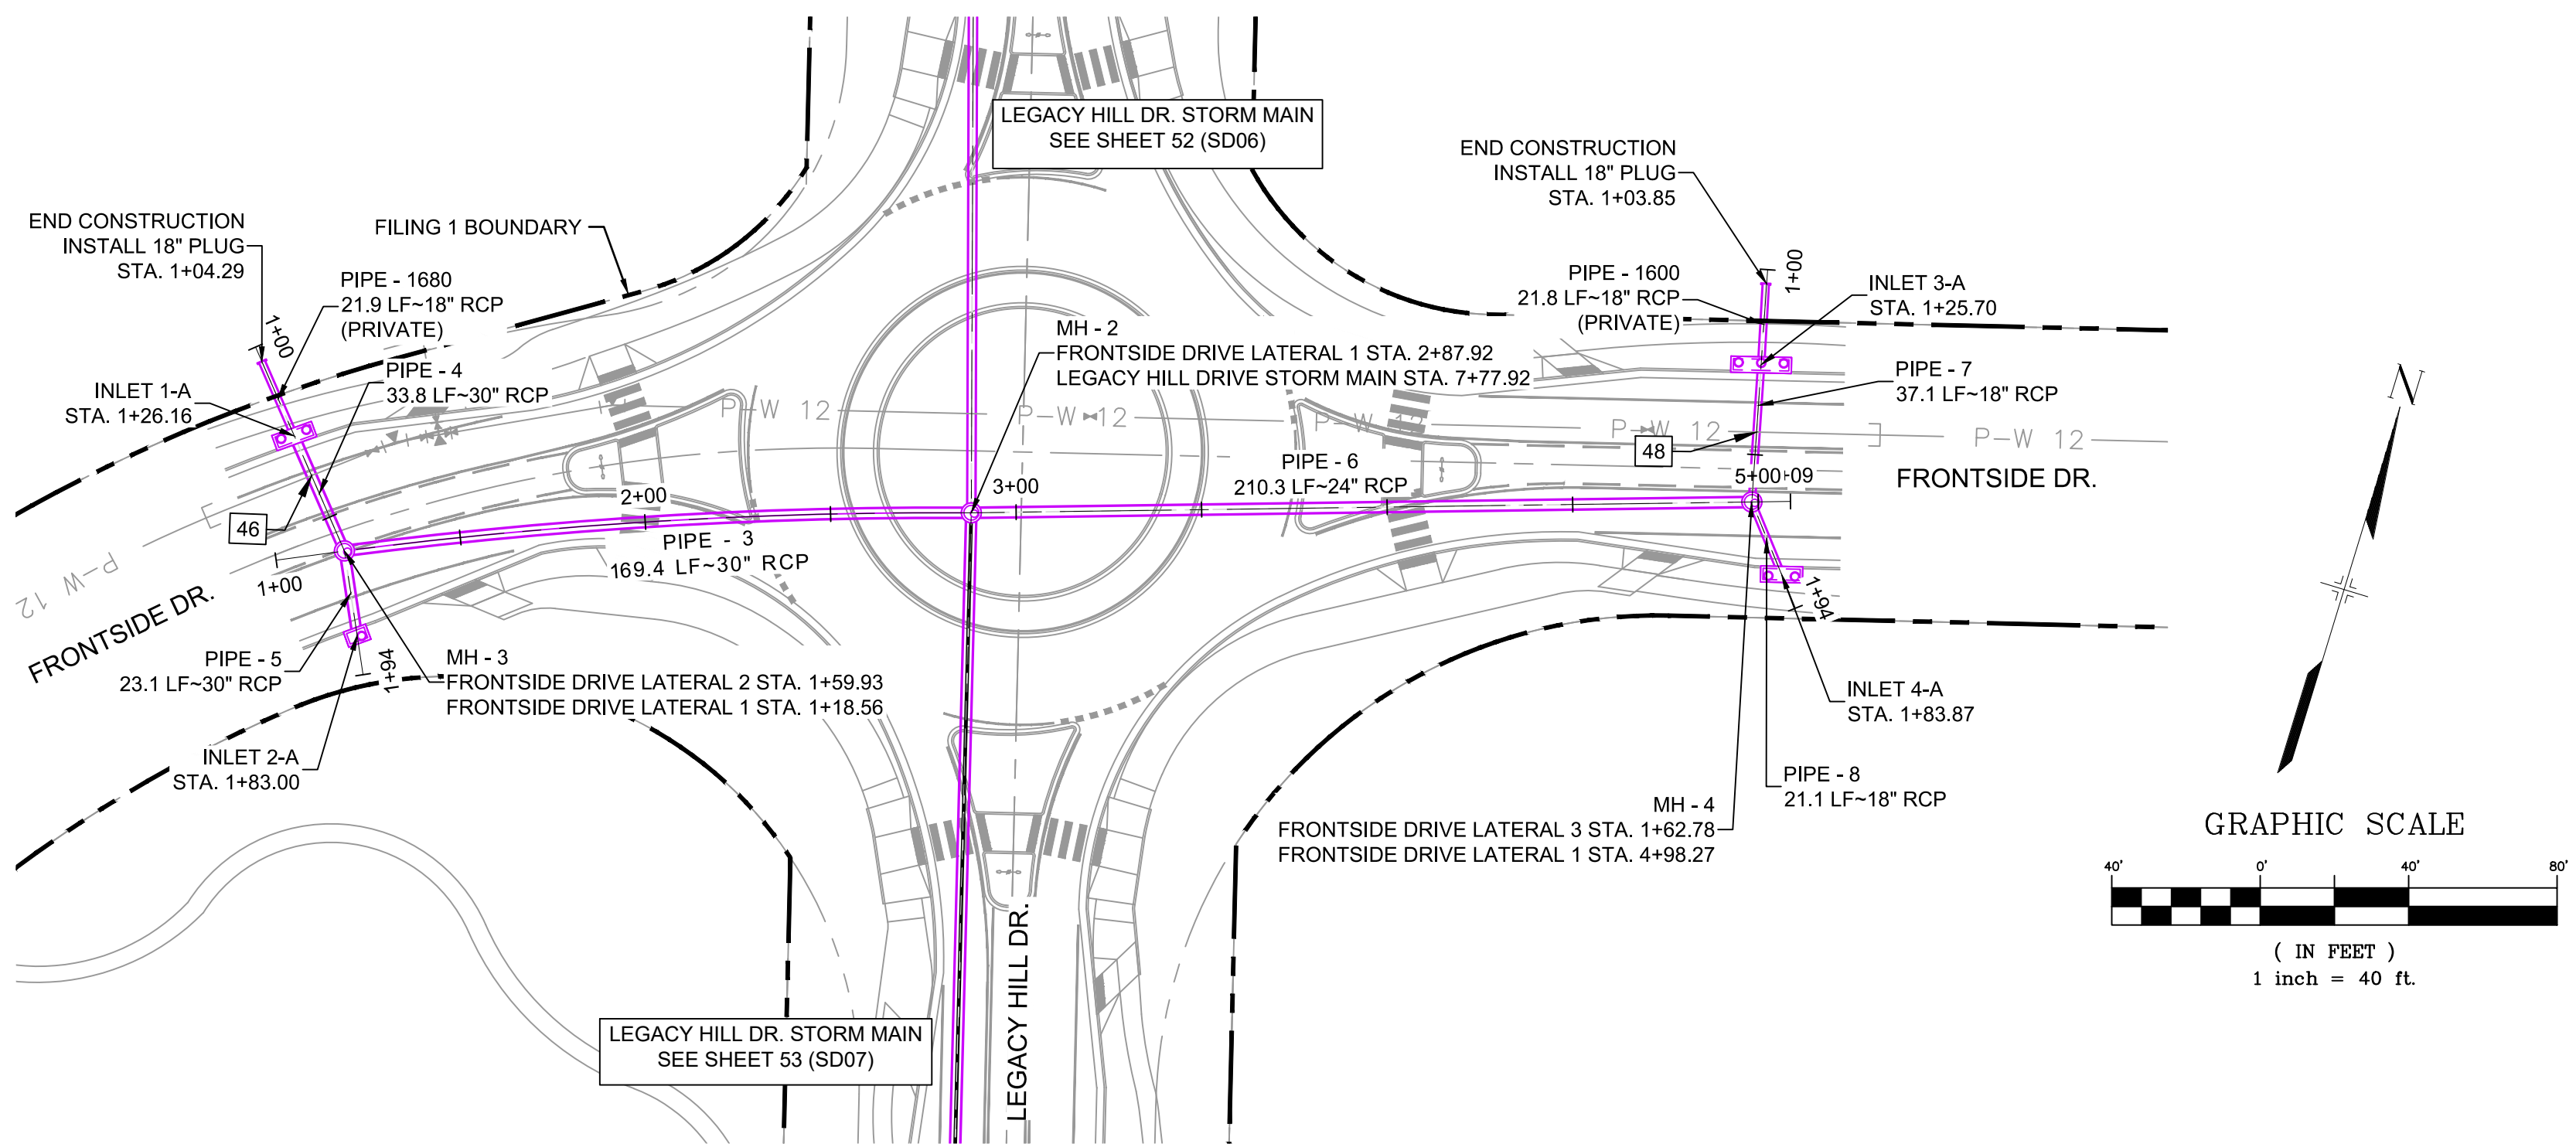 LEGACY HILL DR. STORM MAIN
SEE SHEET 52 (SD06)
END CONSTRUCTION
INSTALL 18" PLUG
STA. 1+03.85
END CONSTRUCTION
INSTALL 18" PLUG
STA. 1+04.29
FILING 1 BOUNDARY
PIPE - 1680
21.9 LF~18" RCP
(PRIVATE)
1+00
PIPE - 4
33.8 LF~30" RCP
INLET 1-A
STA. 1+26.16
MH - 2
FRONTSIDE DRIVE LATERAL 1 STA. 2+87.92
LEGACY HILL DRIVE STORM MAIN STA. 7+77.92
PIPE - 1600
21.8 LF~18" RCP
(PRIVATE)
1+00
INLET 3-A
STA. 1+25.70
PIPE - 7
37.1 LF~18" RCP
P-W 12
P-W 12
P-W 12
P-W 12
P-W 12
48
PIPE - 6
210.3 LF~24" RCP
5+00
+09
FRONTSIDE DR.
2+00
3+00
46
PIPE - 3
169.4 LF~30" RCP
1+00
P-W 12
FRONTSIDE DR.
1+94
PIPE - 5
23.1 LF~30" RCP
MH - 3
FRONTSIDE DRIVE LATERAL 2 STA. 1+59.93
FRONTSIDE DRIVE LATERAL 1 STA. 1+18.56
INLET 2-A
STA. 1+83.00
1+94
INLET 4-A
STA. 1+83.87
PIPE - 8
21.1 LF~18" RCP
MH - 4
FRONTSIDE DRIVE LATERAL 3 STA. 1+62.78
FRONTSIDE DRIVE LATERAL 1 STA. 4+98.27
LEGACY HILL DR.
LEGACY HILL DR. STORM MAIN
SEE SHEET 53 (SD07)
N
GRAPHIC SCALE
40' 0' 40' 80'
( IN FEET )
1 inch = 40 ft.